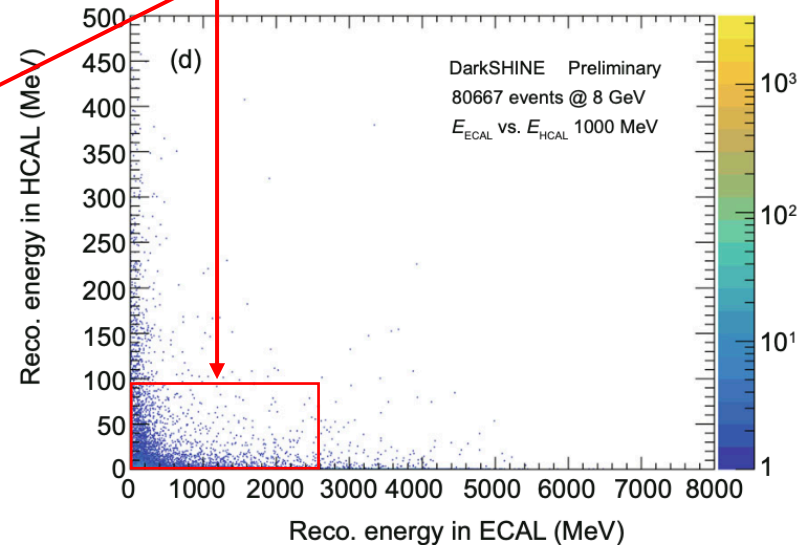 (d)
DarkSHINE Preliminary
80667 events @ 8 GeV
E_ECAL vs. E_HCAL 1000 MeV
Reco. energy in HCAL (MeV)
500
450
400
350
300
250
200
150
100
50
0
0 1000 2000 3000 4000 5000 6000 7000 8000
Reco. energy in ECAL (MeV)
10³
10²
10¹
1